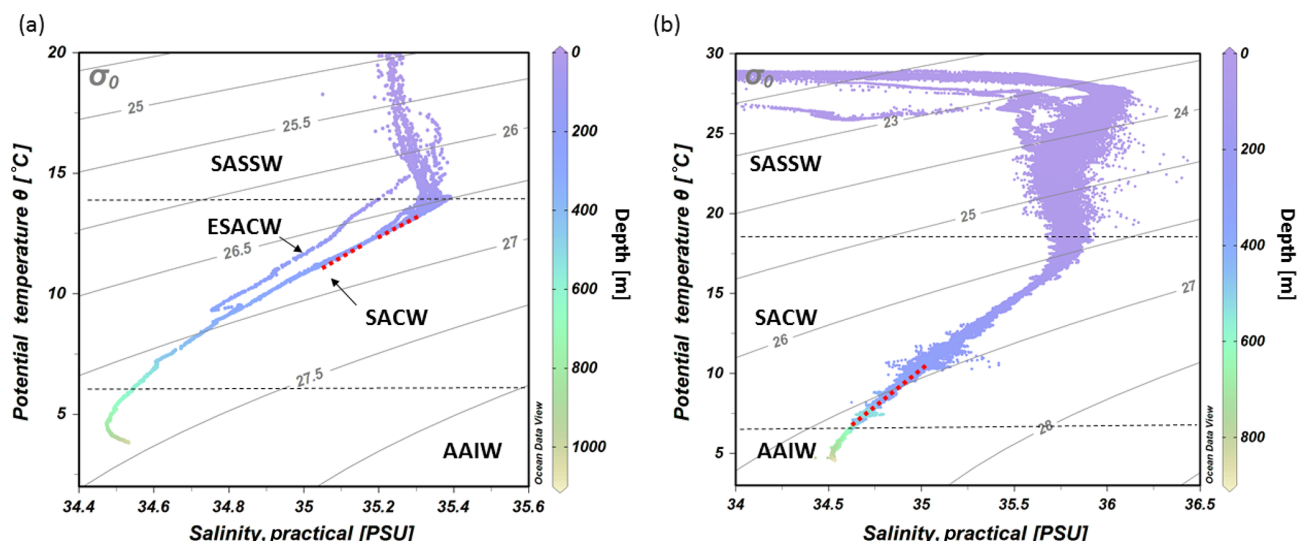 (a)
20
15
10
5
σ₀
25
25.5
26
26.5
27
27.5
SASSW
ESACW
SACW
AAIW
Potential temperature θ [˚C]
34.4 34.6 34.8 35 35.2 35.4 35.6
Salinity, practical [PSU]
0
200
400
600
800
1000
Depth [m]
Ocean Data View
(b)
30
25
20
15
10
5
σ₀
23
24
25
26
27
28
SASSW
SACW
AAIW
Potential temperature θ [˚C]
34 34.5 35 35.5 36 36.5
Salinity, practical [PSU]
0
200
400
600
800
Depth [m]
Ocean Data View